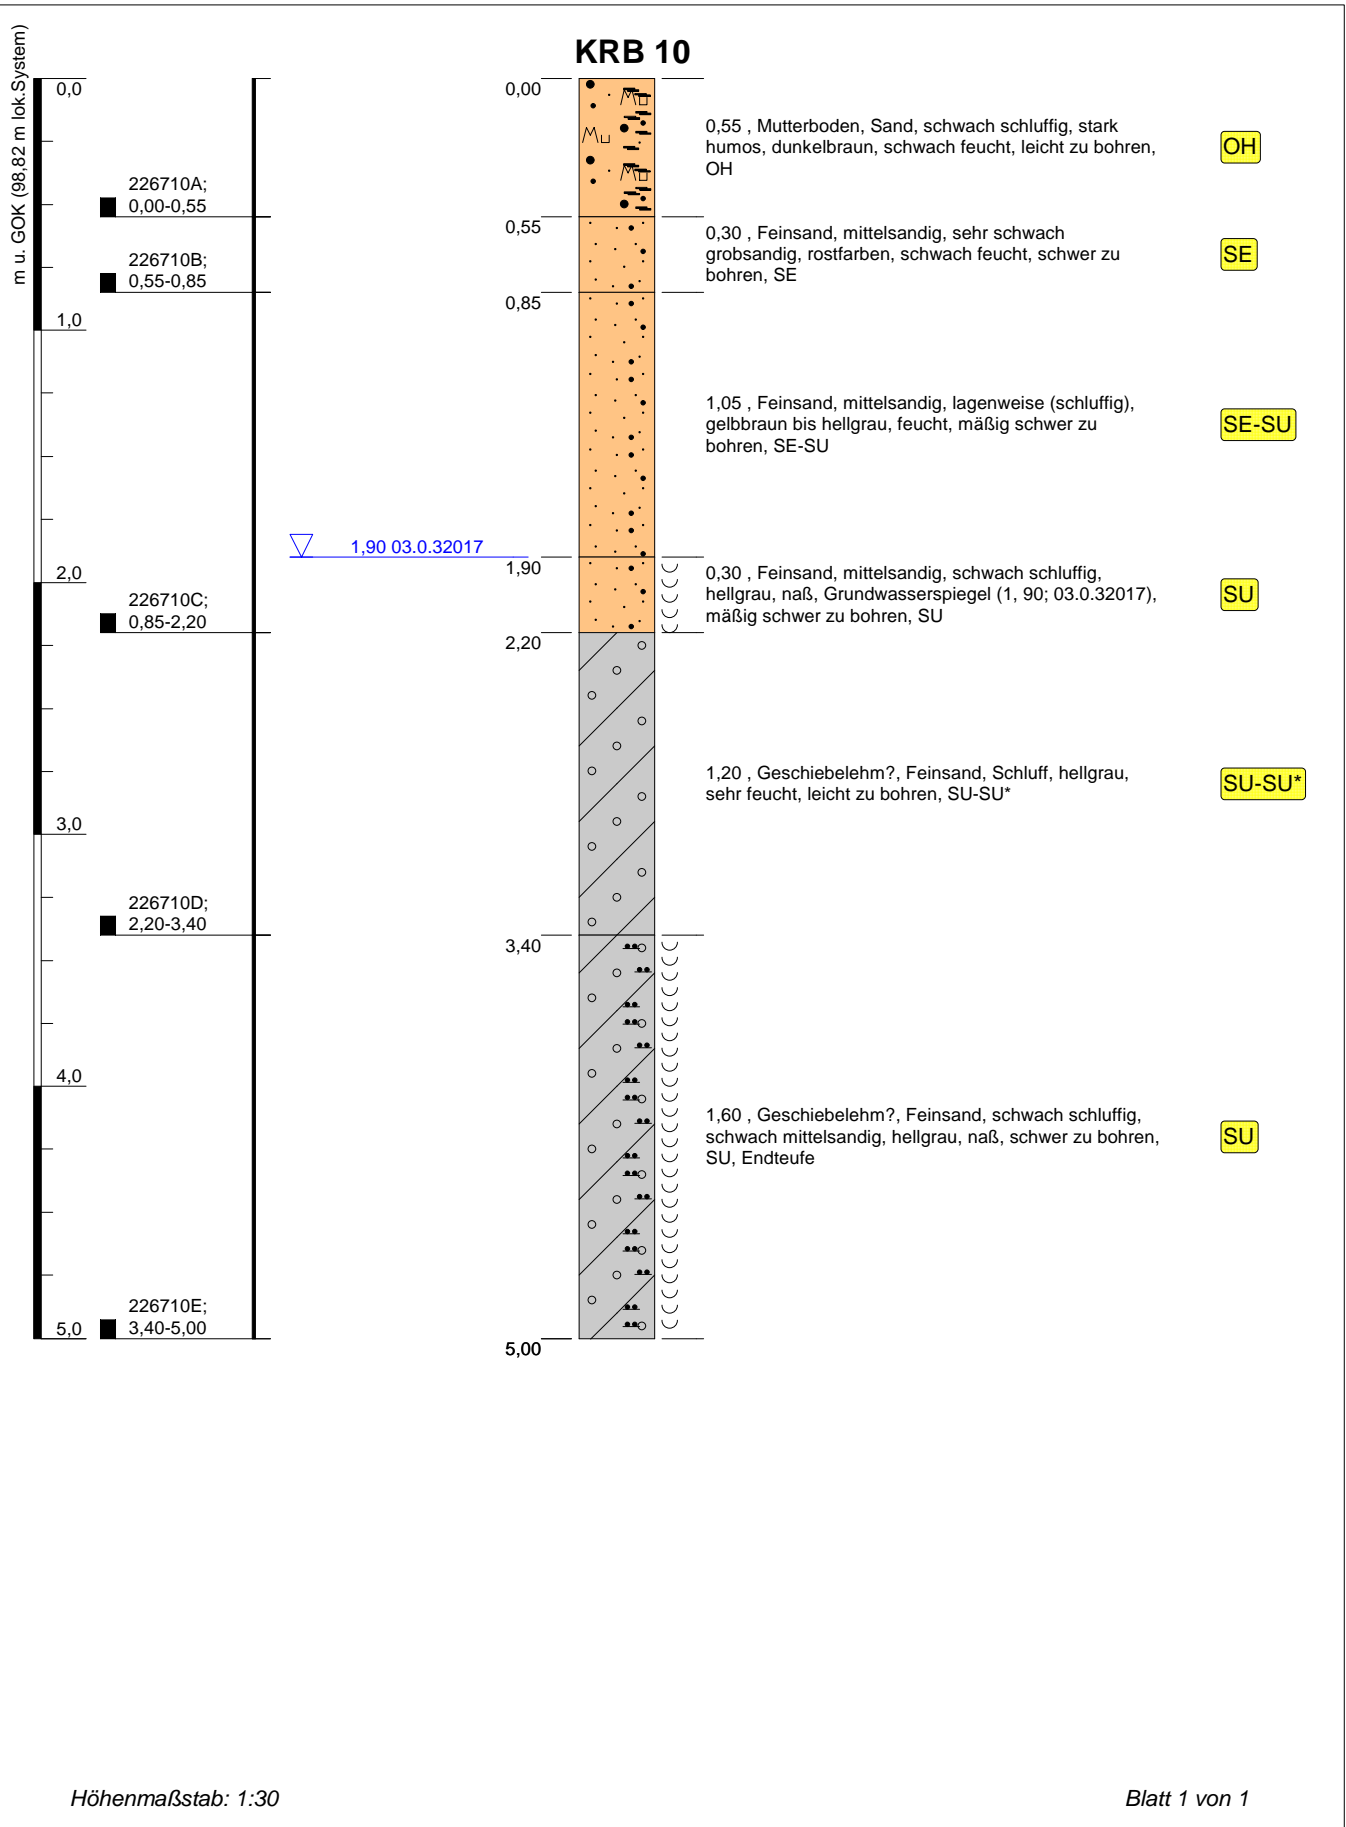 KRB 10
m u. GOK (98,82 m lok.System)
0,0
0,00
0,55 , Mutterboden, Sand, schwach schluffig, stark
humos, dunkelbraun, schwach feucht, leicht zu bohren,
OH
OH
226710A;
0,00-0,55
0,55
0,30 , Feinsand, mittelsandig, sehr schwach
grobsandig, rostfarben, schwach feucht, schwer zu
bohren, SE
SE
226710B;
0,55-0,85
0,85
1,0
1,05 , Feinsand, mittelsandig, lagenweise (schluffig),
gelbbraun bis hellgrau, feucht, mäßig schwer zu
bohren, SE-SU
SE-SU
1,90 03.0.32017
1,90
2,0
0,30 , Feinsand, mittelsandig, schwach schluffig,
hellgrau, naß, Grundwasserspiegel (1, 90; 03.0.32017),
mäßig schwer zu bohren, SU
SU
226710C;
0,85-2,20
2,20
1,20 , Geschiebelehm?, Feinsand, Schluff, hellgrau,
sehr feucht, leicht zu bohren, SU-SU*
SU-SU*
3,0
226710D;
2,20-3,40
3,40
4,0
1,60 , Geschiebelehm?, Feinsand, schwach schluffig,
schwach mittelsandig, hellgrau, naß, schwer zu bohren,
SU, Endteufe
SU
226710E;
3,40-5,00
5,0
5,00
Höhenmaßstab: 1:30
Blatt 1 von 1